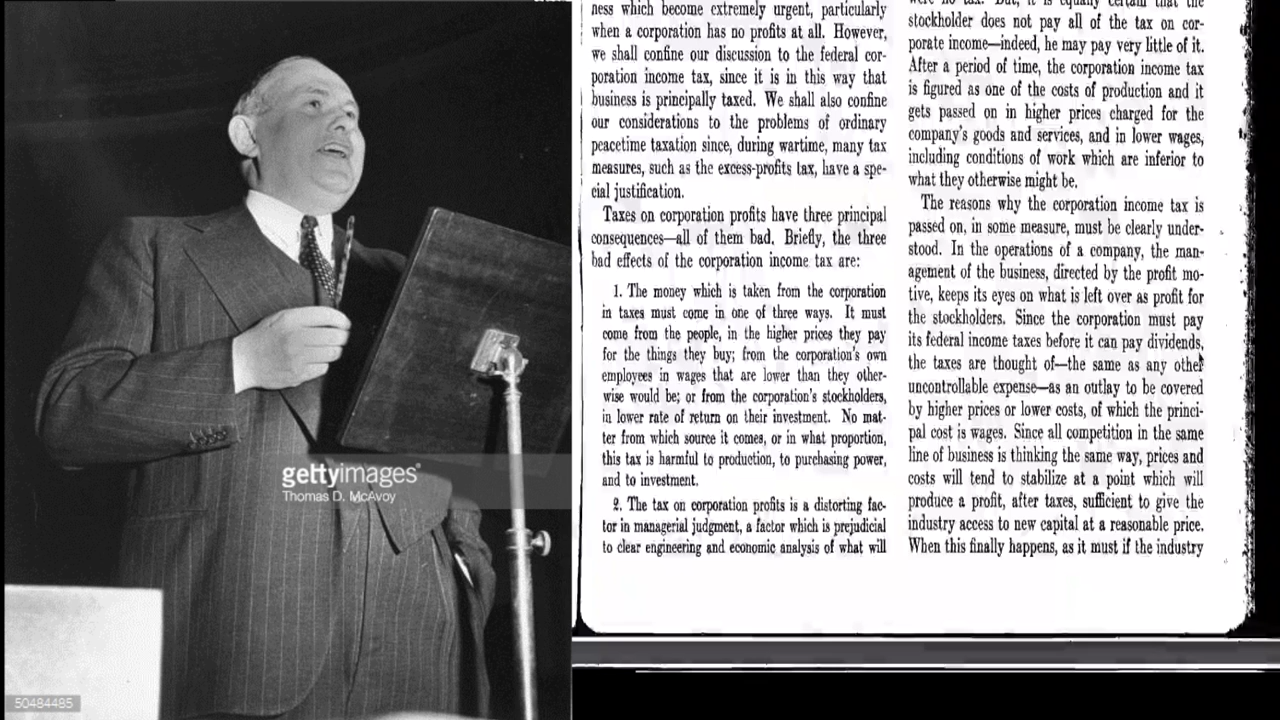 gettyimages®
Thomas D. McAvoy
50484485
ness which become extremely urgent, particularly
when a corporation has no profits at all. However,
we shall confine our discussion to the federal cor-
poration income tax, since it is in this way that
business is principally taxed. We shall also confine
our considerations to the problems of ordinary
peacetime taxation since, during wartime, many tax
measures, such as the excess-profits tax, have a spe-
cial justification.
Taxes on corporation profits have three principal
consequences—all of them bad. Briefly, the three
bad effects of the corporation income tax are:
1. The money which is taken from the corporation
in taxes must come in one of three ways. It must
come from the people, in the higher prices they pay
for the things they buy; from the corporation's own
employees in wages that are lower than they other-
wise would be; or from the corporation's stockholders,
in lower rate of return on their investment. No mat-
ter from which source it comes, or in what proportion,
this tax is harmful to production, to purchasing power,
and to investment.
2. The tax on corporation profits is a distorting fac-
tor in managerial judgment, a factor which is prejudicial
to clear engineering and economic analysis of what will
were no tax. But, it is equally certain that the
stockholder does not pay all of the tax on cor-
porate income—indeed, he may pay very little of it.
After a period of time, the corporation income tax
is figured as one of the costs of production and it
gets passed on in higher prices charged for the
company's goods and services, and in lower wages,
including conditions of work which are inferior to
what they otherwise might be.
The reasons why the corporation income tax is
passed on, in some measure, must be clearly under-
stood. In the operations of a company, the man-
agement of the business, directed by the profit mo-
tive, keeps its eyes on what is left over as profit for
the stockholders. Since the corporation must pay
its federal income taxes before it can pay dividends,
the taxes are thought of—the same as any other
uncontrollable expense—as an outlay to be covered
by higher prices or lower costs, of which the princi-
pal cost is wages. Since all competition in the same
line of business is thinking the same way, prices and
costs will tend to stabilize at a point which will
produce a profit, after taxes, sufficient to give the
industry access to new capital at a reasonable price.
When this finally happens, as it must if the industry